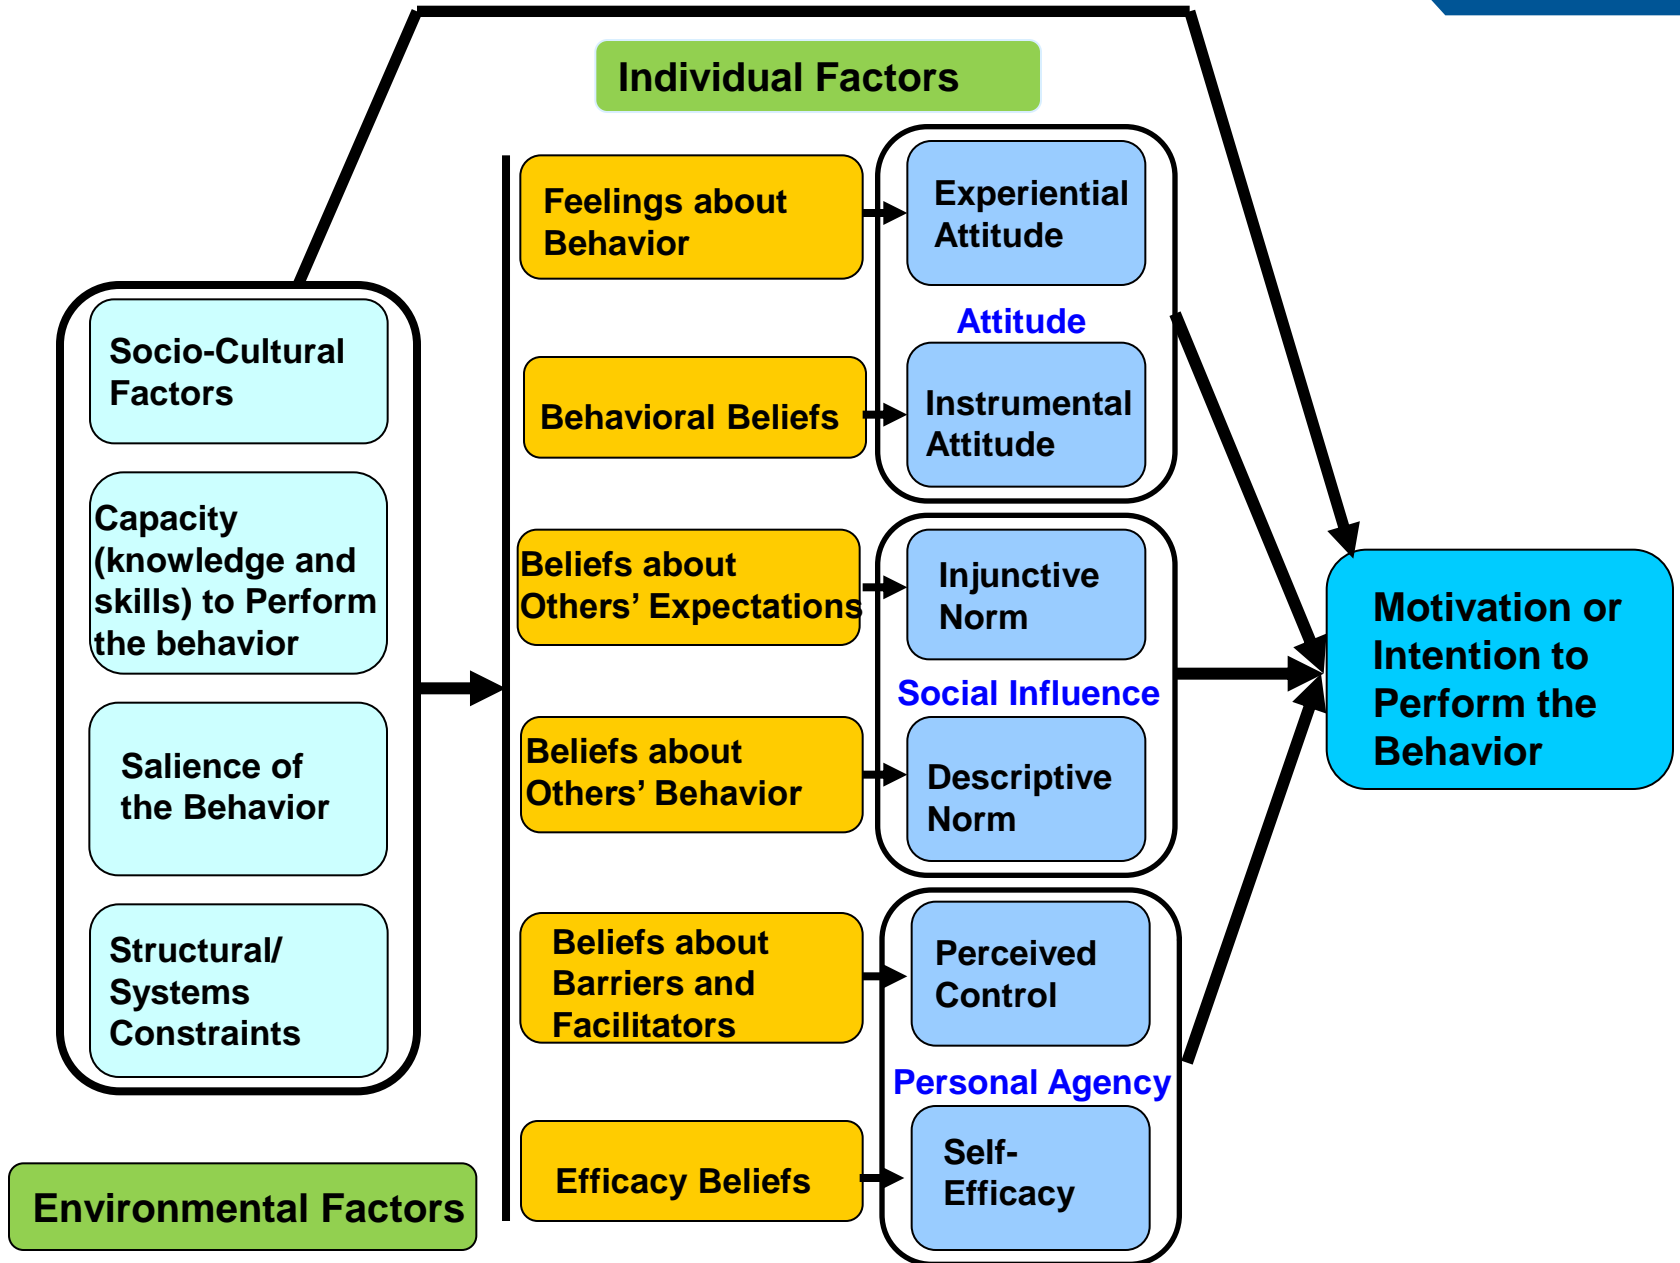 Individual Factors
Feelings about
Behavior
Experiential
Attitude
Attitude
Behavioral Beliefs
Instrumental
Attitude
Socio-Cultural
Factors
Capacity
(knowledge and
skills) to Perform
the behavior
Salience of
the Behavior
Structural/
Systems
Constraints
Environmental Factors
Beliefs about
Others’ Expectations
Injunctive
Norm
Social Influence
Beliefs about
Others’ Behavior
Descriptive
Norm
Beliefs about
Barriers and
Facilitators
Perceived
Control
Personal Agency
Efficacy Beliefs
Self-
Efficacy
Motivation or
Intention to
Perform the
Behavior